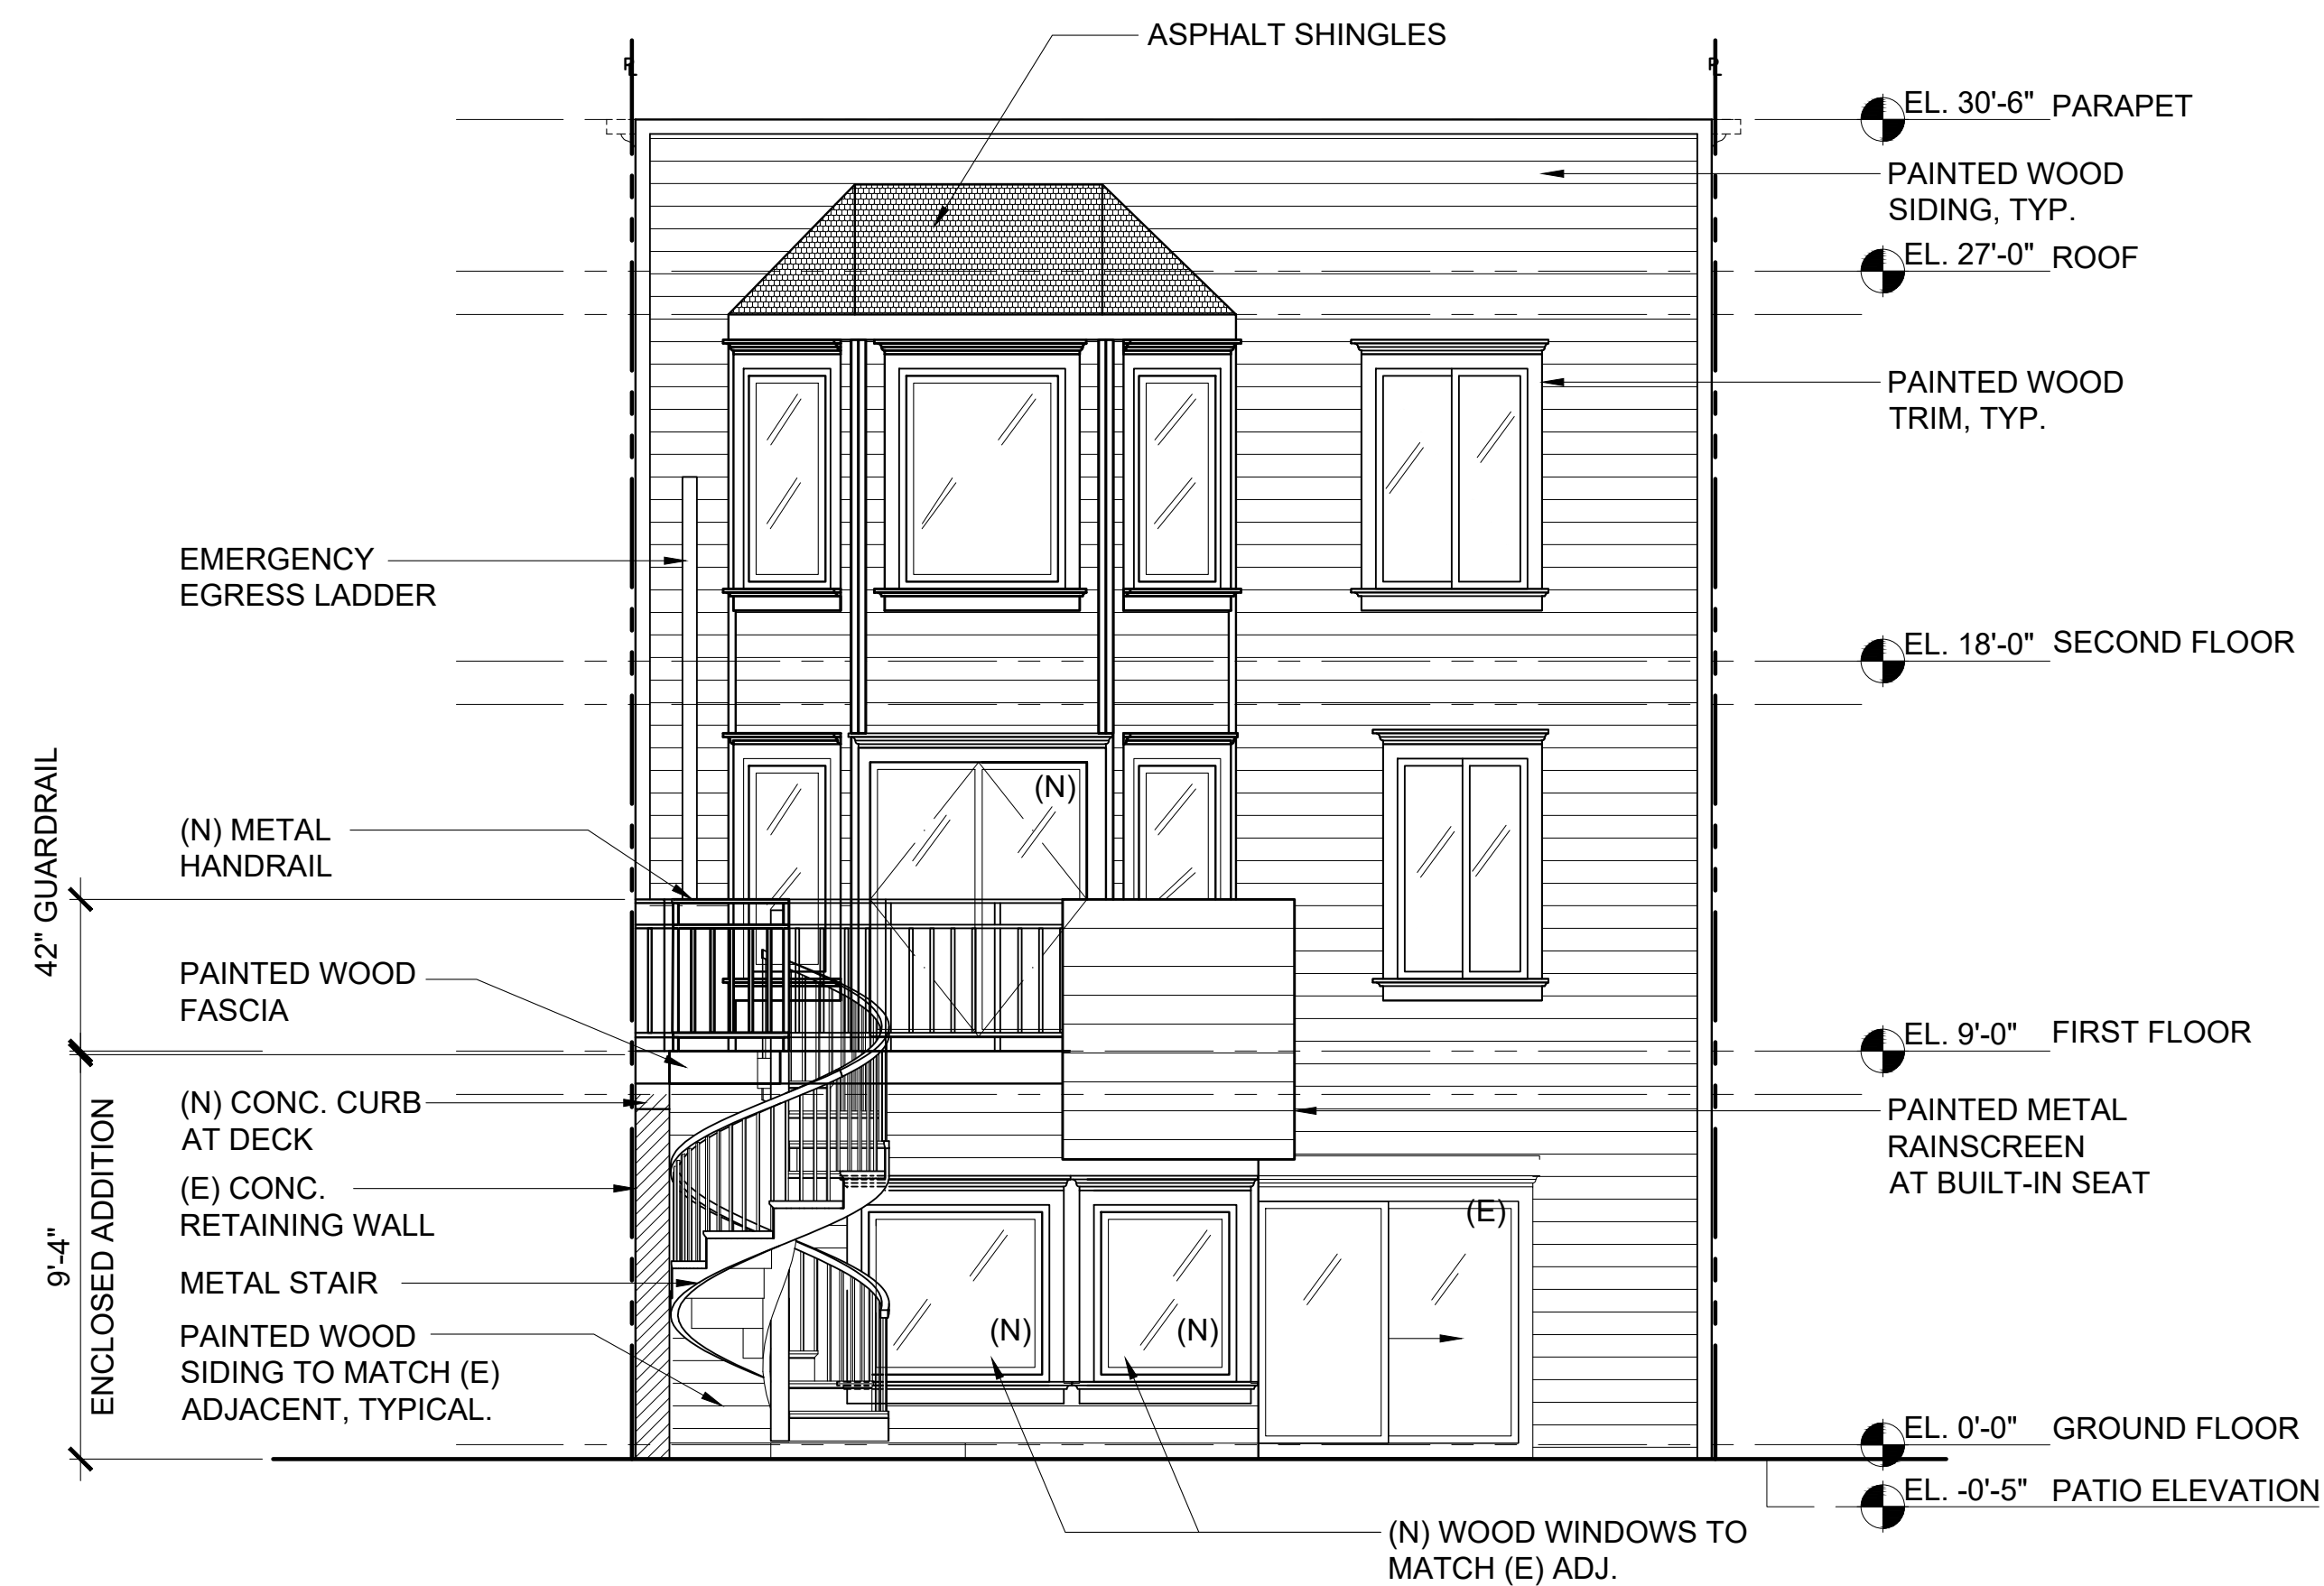 ASPHALT SHINGLES
PL
PL
EL. 30'-6" PARAPET
PAINTED WOOD
SIDING, TYP.
EL. 27'-0" ROOF
PAINTED WOOD
TRIM, TYP.
EMERGENCY
EGRESS LADDER
EL. 18'-0" SECOND FLOOR
42" GUARDRAIL
(N)
(N) METAL
HANDRAIL
PAINTED WOOD
FASCIA
EL. 9'-0" FIRST FLOOR
9'-4"
ENCLOSED ADDITION
(N) CONC. CURB
AT DECK
PAINTED METAL
RAINSCREEN
AT BUILT-IN SEAT
(E) CONC.
RETAINING WALL
(E)
METAL STAIR
(N)
(N)
PAINTED WOOD
SIDING TO MATCH (E)
ADJACENT, TYPICAL.
EL. 0'-0" GROUND FLOOR
EL. -0'-5" PATIO ELEVATION
(N) WOOD WINDOWS TO
MATCH (E) ADJ.